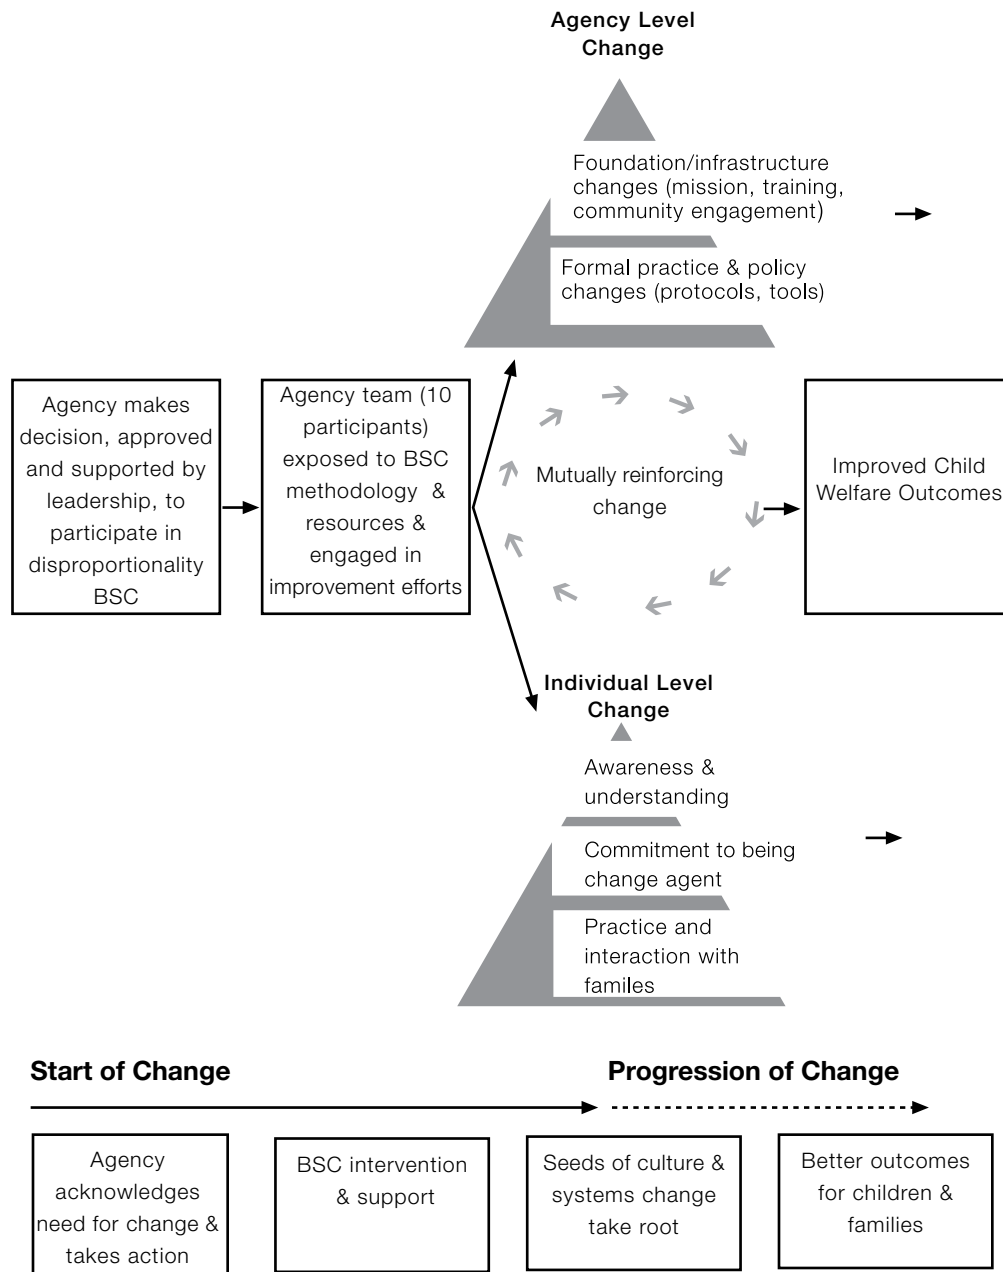 Agency Level
Change
Foundation/infrastructure
changes (mission, training,
community engagement)
Formal practice & policy
changes (protocols, tools)
Agency makes
decision, approved
and supported by
leadership, to
participate in
disproportionality
BSC
Agency team (10
participants)
exposed to BSC
methodology &
resources &
engaged in
improvement efforts
Mutually reinforcing
change
Improved Child
Welfare Outcomes
Individual Level
Change
Awareness &
understanding
Commitment to being
change agent
Practice and
interaction with
familes
Start of Change
Progression of Change
Agency
acknowledges
need for change &
takes action
BSC intervention
& support
Seeds of culture &
systems change
take root
Better outcomes
for children &
families